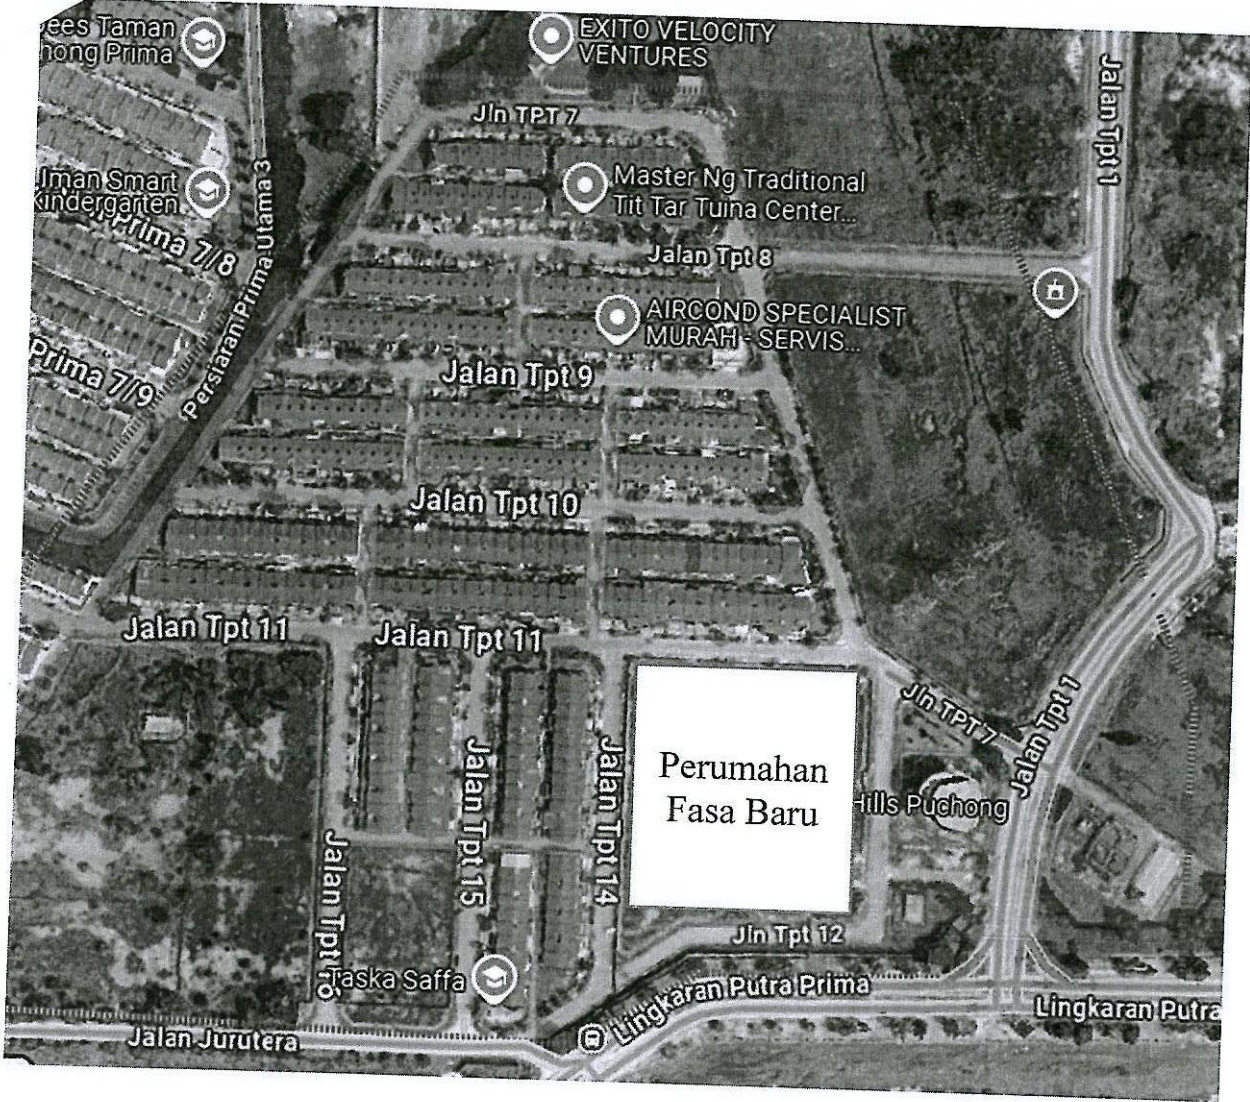 ees Taman
hong Prima
EXITO VELOCITY
VENTURES
Jln TPT 7
Jalan Tpt 1
Iman Smart
kindergarten
Prima 7/8
Persiaran Prima Utama 3
Master Ng Traditional
Tit Tar Tuina Center...
Jalan Tpt 8
AIRCOND SPECIALIST
MURAH - SERVIS...
Prima 7/9
Jalan Tpt 9
Jalan Tpt 10
Jalan Tpt 11
Jalan Tpt 11
Jln TPT 7
Jalan Tpt 1
Perumahan
Fasa Baru
Hills Puchong
Jalan Tpt 15
Jalan Tpt 14
Jalan Tpt 16
Jln Tpt 12
Taska Saffa
Lingkaran Putra Prima
Lingkaran Putra
Jalan Jurutera